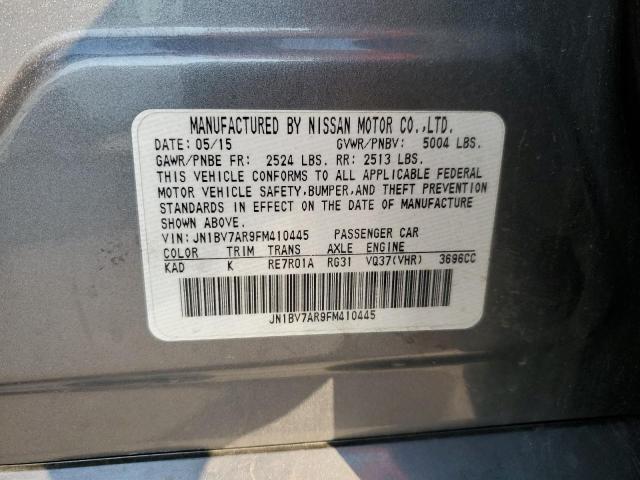 MANUFACTURED BY NISSAN MOTOR CO.,LTD.
DATE: 05/15 GVWR/PNBV: 5004 LBS.
GAWR/PNBE FR: 2524 LBS. RR: 2513 LBS.
THIS VEHICLE CONFORMS TO ALL APPLICABLE FEDERAL
MOTOR VEHICLE SAFETY,BUMPER,AND THEFT PREVENTION
STANDARDS IN EFFECT ON THE DATE OF MANUFACTURE
SHOWN ABOVE.
VIN: JN1BV7AR9FM410445 PASSENGER CAR
COLOR TRIM TRANS AXLE ENGINE
KAD K RE7R01A RG31 VQ37(VHR) 3696CC
JN1BV7AR9FM410445